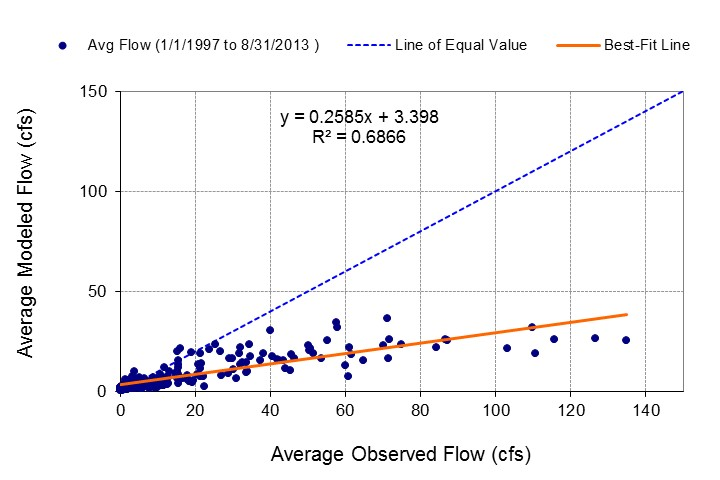 Avg Flow (1/1/1997 to 8/31/2013 )
Line of Equal Value
Best-Fit Line
y = 0.2585x + 3.398
R² = 0.6866
Average Modeled Flow (cfs)
150
100
50
0
0 20 40 60 80 100 120 140
Average Observed Flow (cfs)